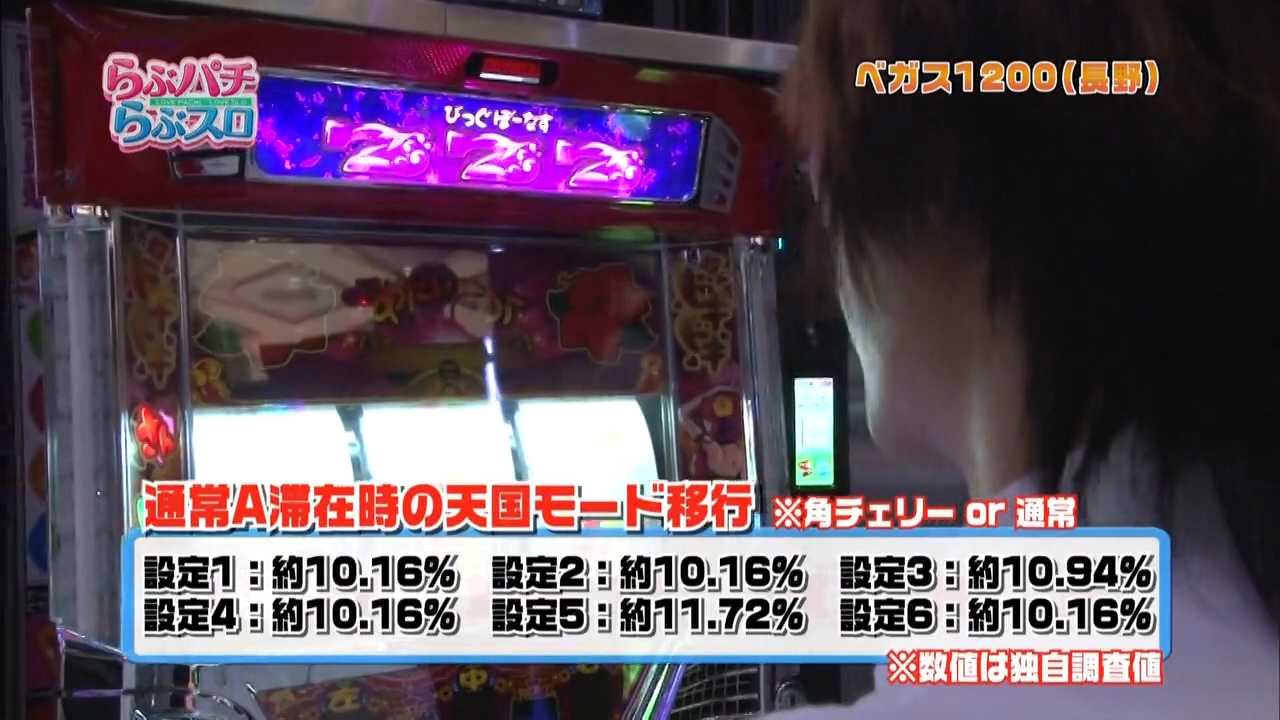 らぶパチ
LOVE PACHI LOVE SLO
らぶスロ
ベガス1200(長野)
びっぐぼーなす
777
通常A滞在時の天国モード移行 ※角チェリー or 通常
設定1:約10.16% 設定2:約10.16% 設定3:約10.94%
設定4:約10.16% 設定5:約11.72% 設定6:約10.16%
※数値は独自調査値
左 中